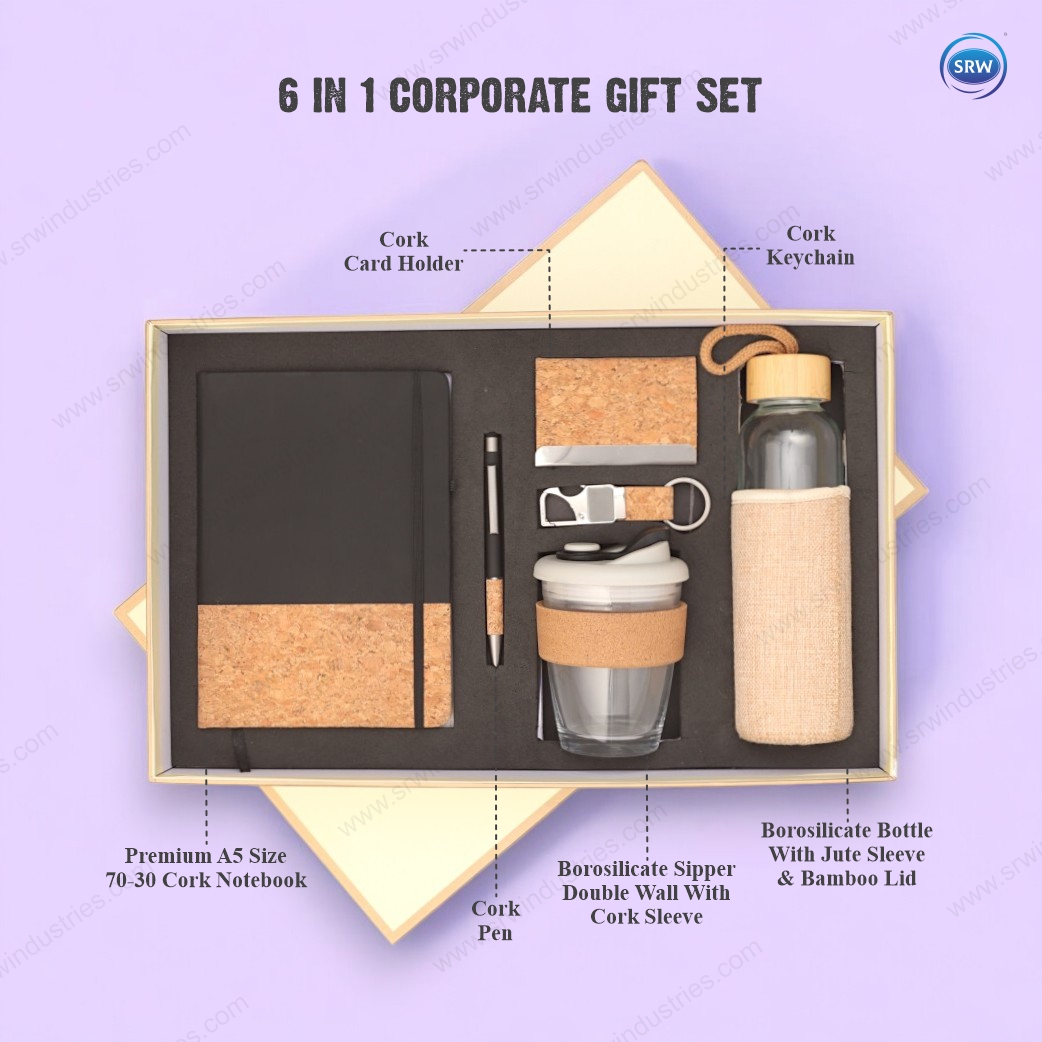 SRW
6 IN 1 CORPORATE GIFT SET
Cork
Card Holder
Cork
Keychain
Premium A5 Size
70-30 Cork Notebook
Cork
Pen
Borosilicate Sipper
Double Wall With
Cork Sleeve
Borosilicate Bottle
With Jute Sleeve
& Bamboo Lid
www.srwindustries.com